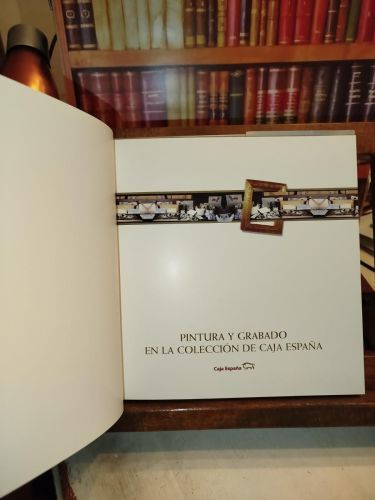 PINTURA Y GRABADO
EN LA COLECCIÓN DE CAJA ESPAÑA
Caja España